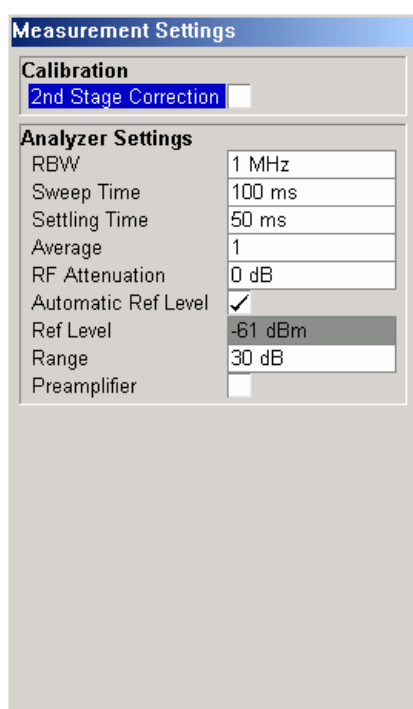 Measurement Settings
Calibration
2nd Stage Correction
Analyzer Settings
RBW 1 MHz
Sweep Time 100 ms
Settling Time 50 ms
Average 1
RF Attenuation 0 dB
Automatic Ref Level ✓
Ref Level -61 dBm
Range 30 dB
Preamplifier